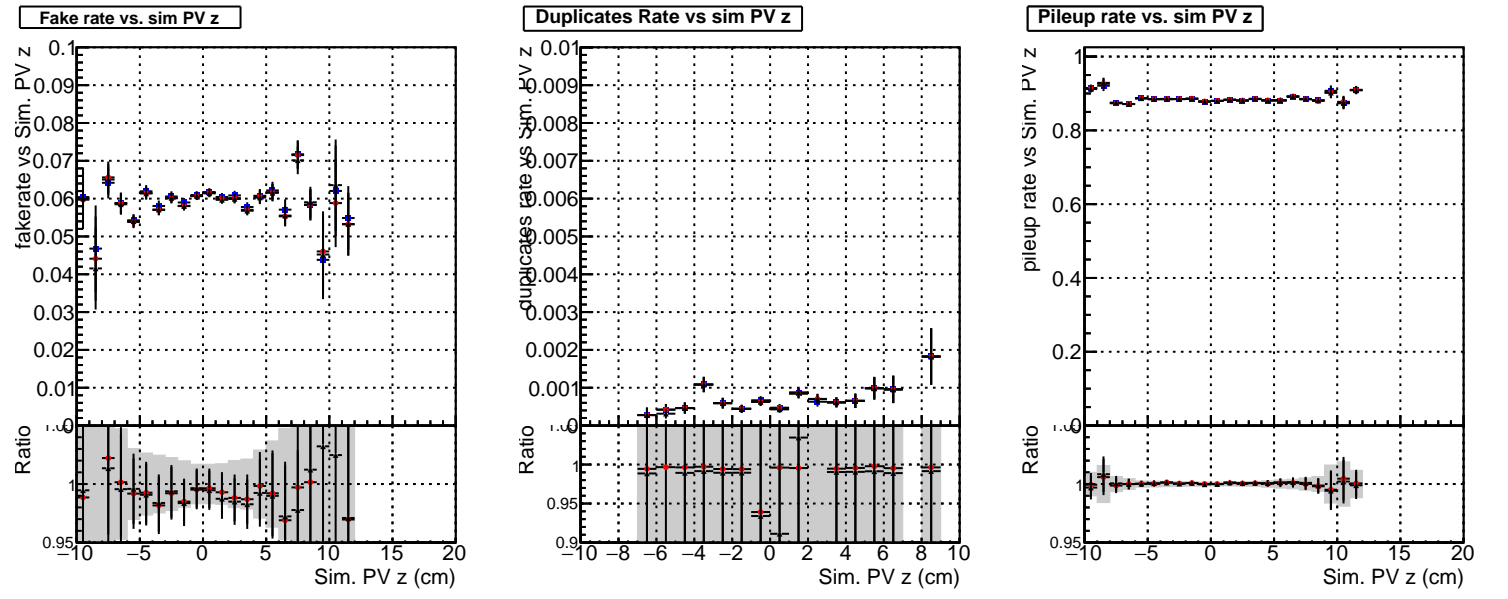 Fake rate vs. sim PV z
fakerate vs Sim. PV z
0.1
0.09
0.08
0.07
0.06
0.05
0.04
0.03
0.02
0.01
0
Ratio
1
0.95
−10 −5 0 5 10 15 20
Sim. PV z (cm)
Duplicates Rate vs sim PV z
duplicates rate vs Sim. PV z
0.01
0.009
0.008
0.007
0.006
0.005
0.004
0.003
0.002
0.001
0
Ratio
1
0.95
0.9
−10 −8 −6 −4 −2 0 2 4 6 8 10
Sim. PV z (cm)
Pileup rate vs. sim PV z
pileup rate vs Sim. PV z
1
0.8
0.6
0.4
0.2
0
Ratio
1
0.95
−10 −5 0 5 10 15 20
Sim. PV z (cm)